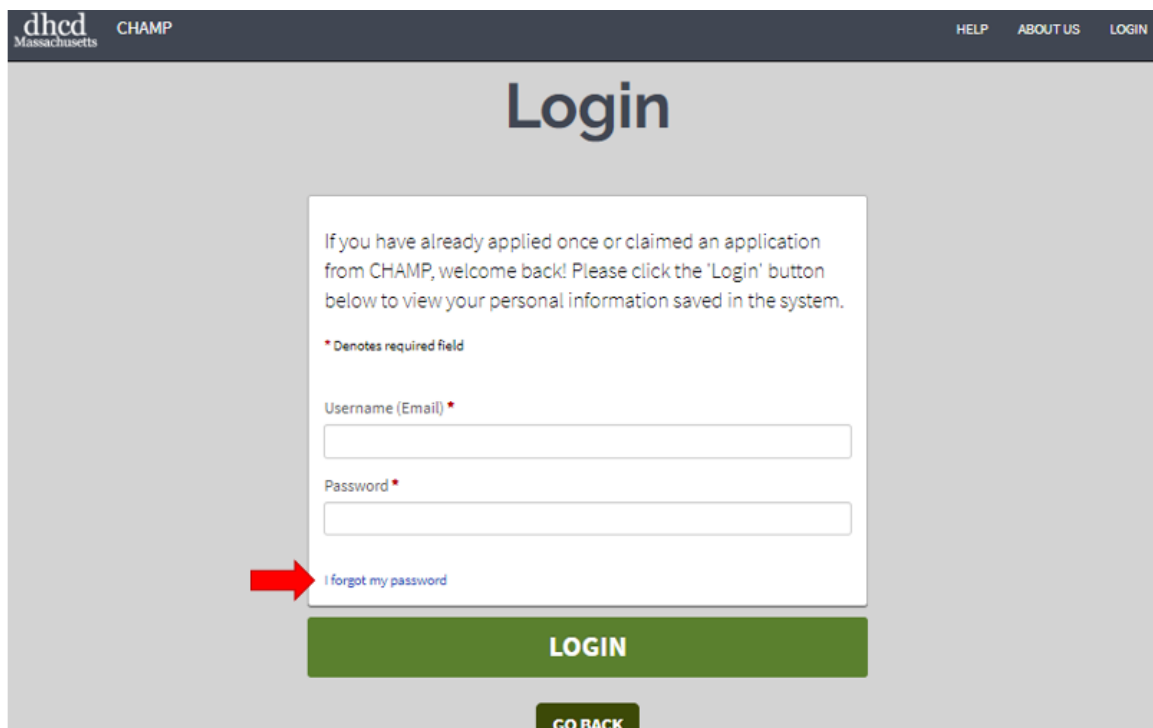 dhcd
Massachusetts
CHAMP
HELP ABOUT US LOGIN
Login
If you have already applied once or claimed an application
from CHAMP, welcome back! Please click the 'Login' button
below to view your personal information saved in the system.
* Denotes required field
Username (Email) *
Password *
I forgot my password
LOGIN
GO BACK